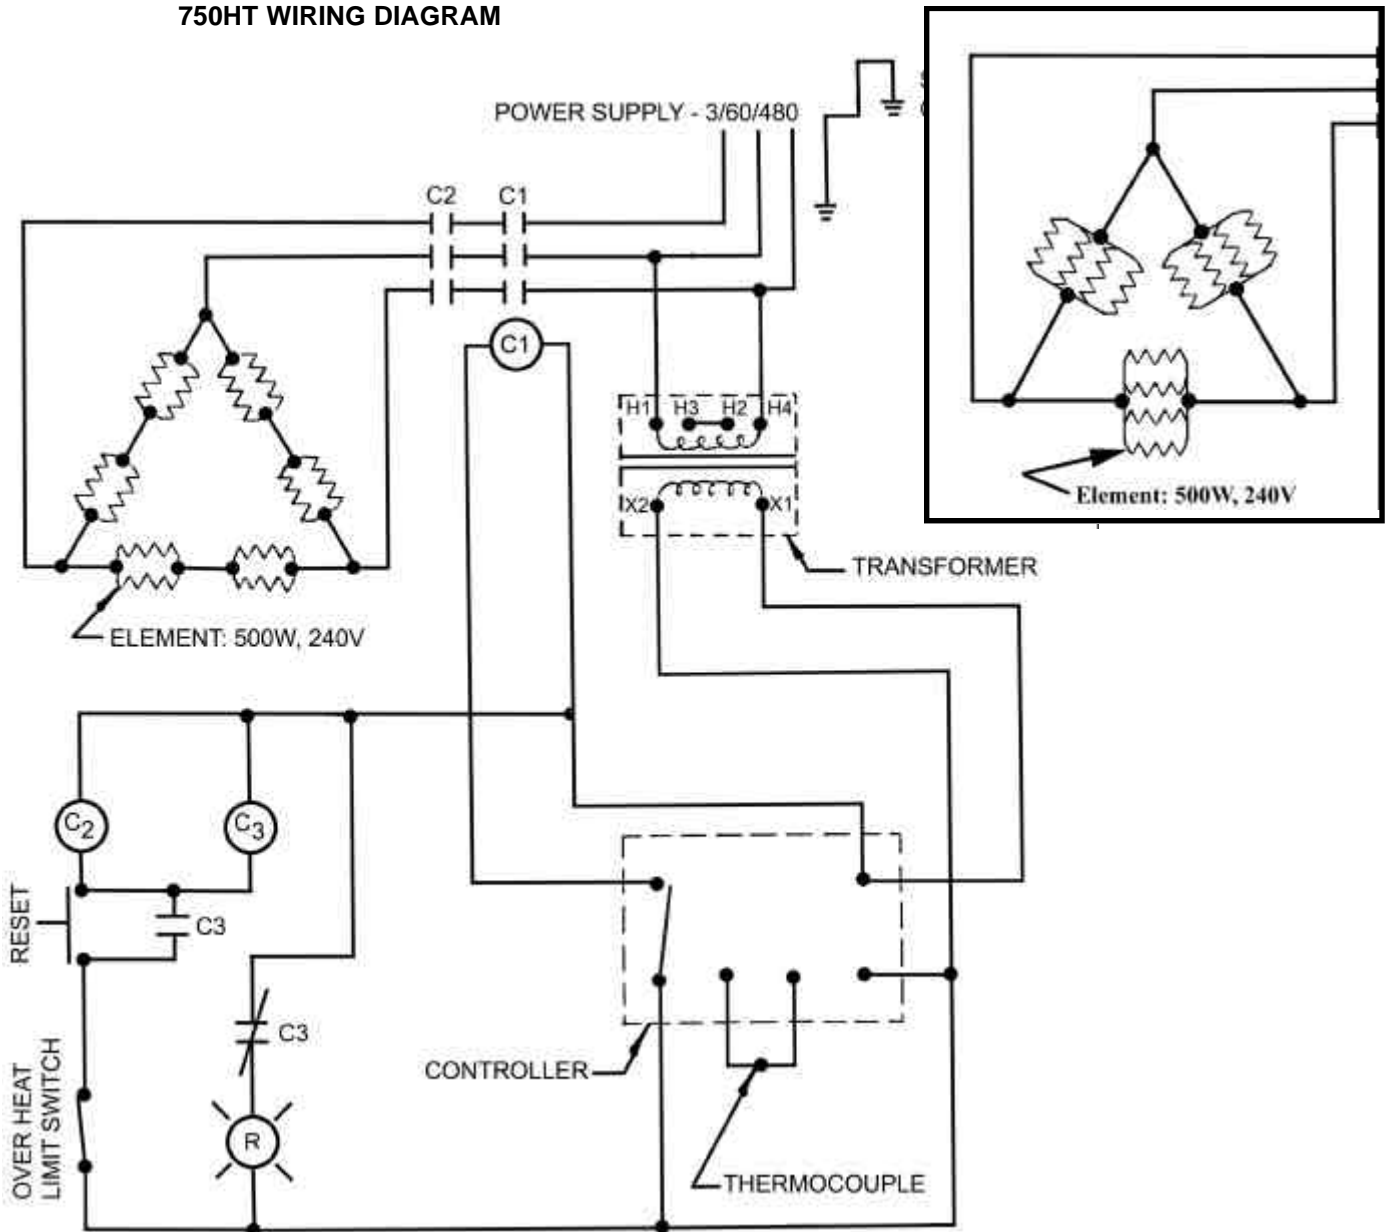 750HT WIRING DIAGRAM
POWER SUPPLY - 3/60/480
C2
C1
C1
H1
H3
H2
H4
X2
X1
TRANSFORMER
ELEMENT: 500W, 240V
Element: 500W, 240V
C2
C3
RESET
C3
C3
OVER HEAT
LIMIT SWITCH
R
CONTROLLER
THERMOCOUPLE